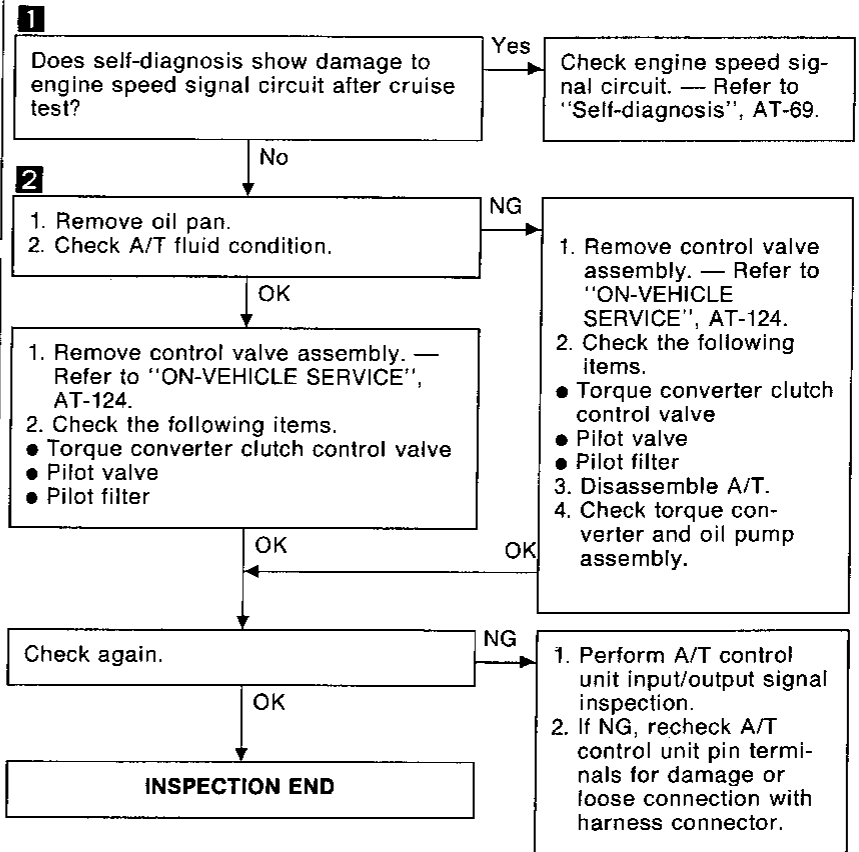 1
Does self-diagnosis show damage to
engine speed signal circuit after cruise
test?
Yes
Check engine speed sig-
nal circuit. — Refer to
"Self-diagnosis", AT-69.
No
2
1. Remove oil pan.
2. Check A/T fluid condition.
NG
1. Remove control valve
assembly. — Refer to
"ON-VEHICLE
SERVICE", AT-124.
2. Check the following
items.
● Torque converter clutch
control valve
● Pilot valve
● Pilot filter
3. Disassemble A/T.
4. Check torque con-
verter and oil pump
assembly.
OK
1. Remove control valve assembly. —
Refer to "ON-VEHICLE SERVICE",
AT-124.
2. Check the following items.
● Torque converter clutch control valve
● Pilot valve
● Pilot filter
OK
OK
Check again.
NG
1. Perform A/T control
unit input/output signal
inspection.
2. If NG, recheck A/T
control unit pin termi-
nals for damage or
loose connection with
harness connector.
OK
INSPECTION END